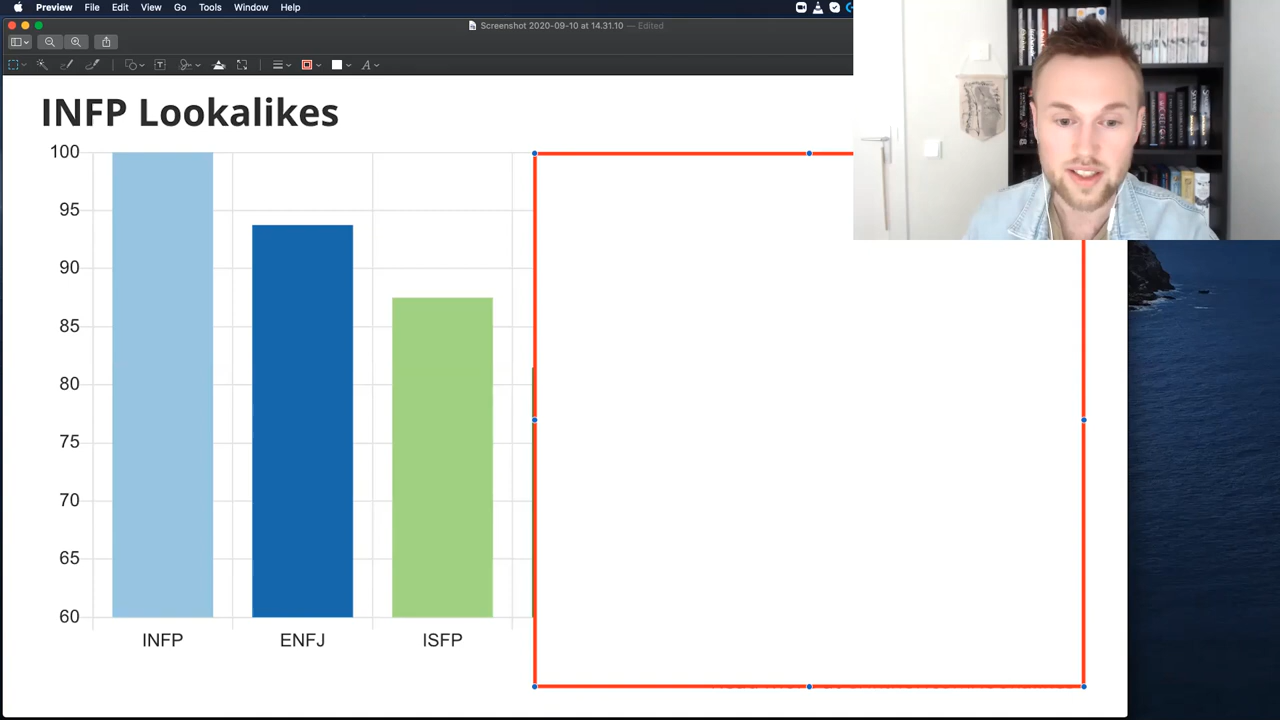 Preview File Edit View Go Tools Window Help
Screenshot 2020-09-10 at 14.31.10 — Edited
INFP Lookalikes
100
95
90
85
80
75
70
65
60
INFP ENFJ ISFP